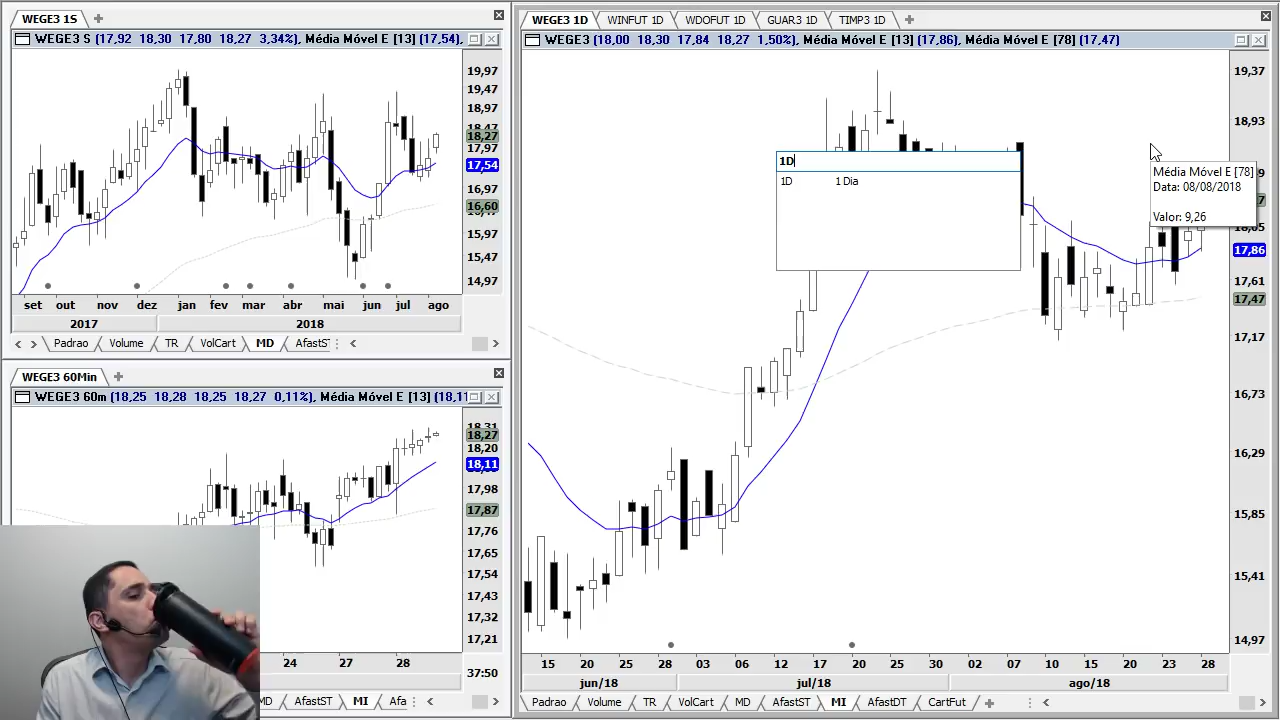 WEGE3 1S
WEGE3 S (17,92 18,30 17,80 18,27 3,34%), Média Móvel E [13] (17,54),
19,97
19,47
18,97
18,47
18,27
17,97
17,54
16,97
16,60
15,97
15,47
14,97
set out nov dez jan fev mar abr mai jun jul ago
2017 2018
Padrao Volume TR VolCart MD AfastST
WEGE3 60Min
WEGE3 60m (18,25 18,28 18,25 18,27 0,11%), Média Móvel E [13] (18,11
18,31
18,27
18,20
18,11
17,98
17,87
17,76
17,65
17,54
17,43
17,32
17,21
24 27 28
37:50
MD AfastST MI Afa
WEGE3 1D WINFUT 1D WDOFUT 1D GUAR3 1D TIMP3 1D
WEGE3 (18,00 18,30 17,84 18,27 1,50%), Média Móvel E [13] (17,86), Média Móvel E [78] (17,47)
1D
1D 1 Dia
Média Móvel E [78]
Data: 08/08/2018
Valor: 9,26
19,37
18,93
18,05
17,86
17,61
17,47
17,17
16,73
16,29
15,85
15,41
14,97
15 20 25 28 03 06 12 17 20 25 30 02 07 10 15 20 23 28
jun/18 jul/18 ago/18
Padrao Volume TR VolCart MD AfastST MI AfastDT CartFut